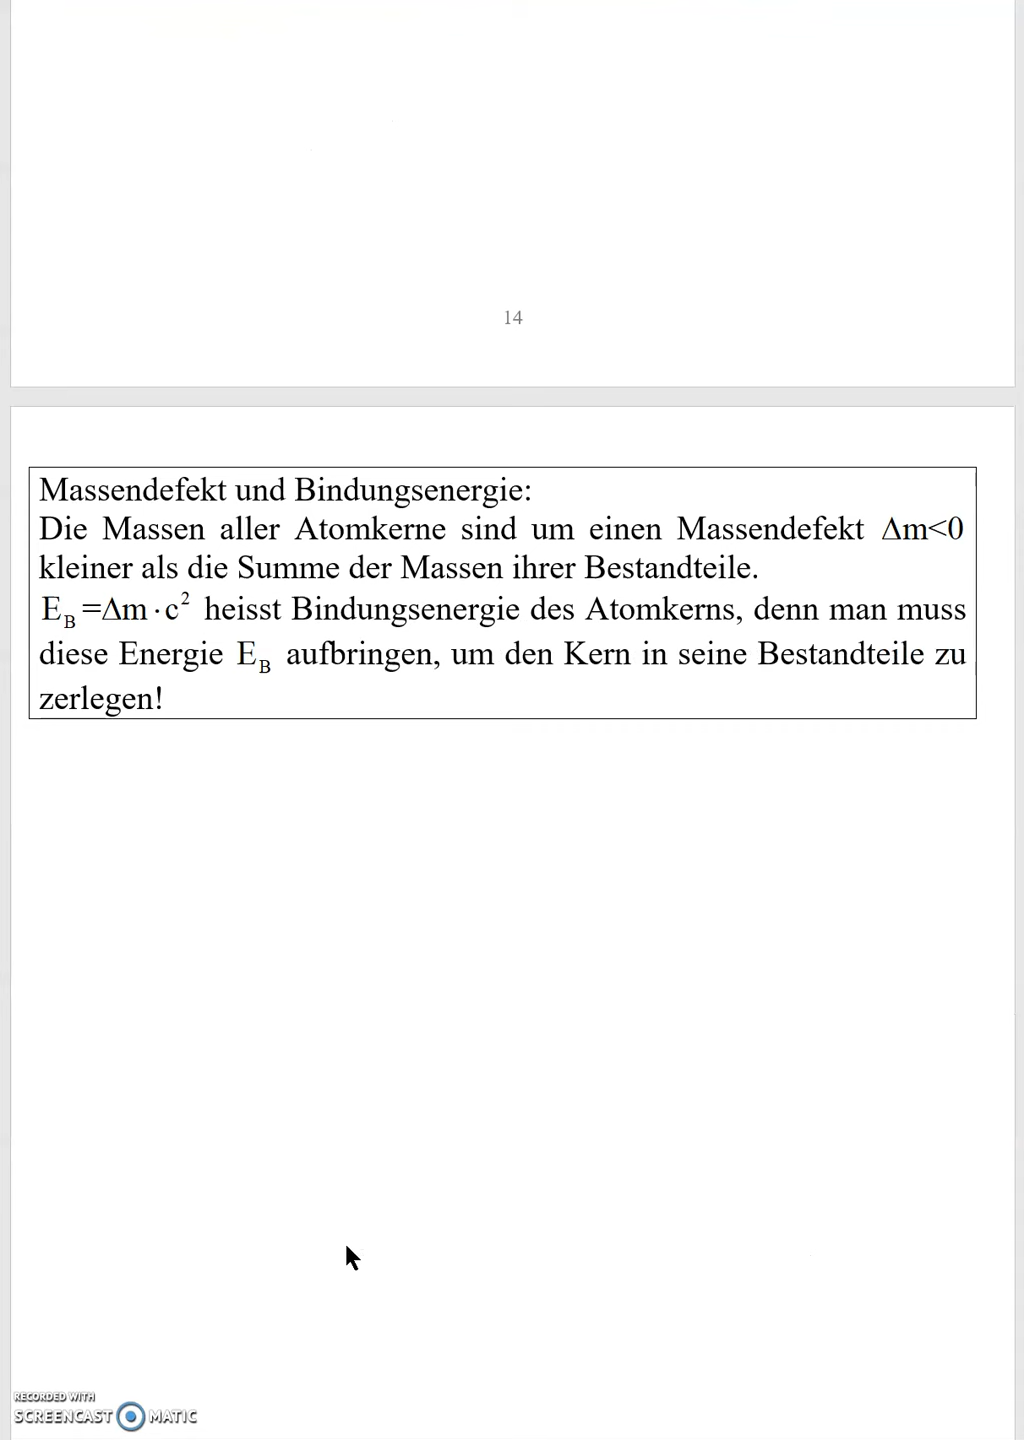 14
Massendefekt und Bindungsenergie:
Die Massen aller Atomkerne sind um einen Massendefekt Δm<0
kleiner als die Summe der Massen ihrer Bestandteile.
E_B=Δm·c² heisst Bindungsenergie des Atomkerns, denn man muss
diese Energie E_B aufbringen, um den Kern in seine Bestandteile zu
zerlegen!
RECORDED WITH
SCREENCAST MATIC